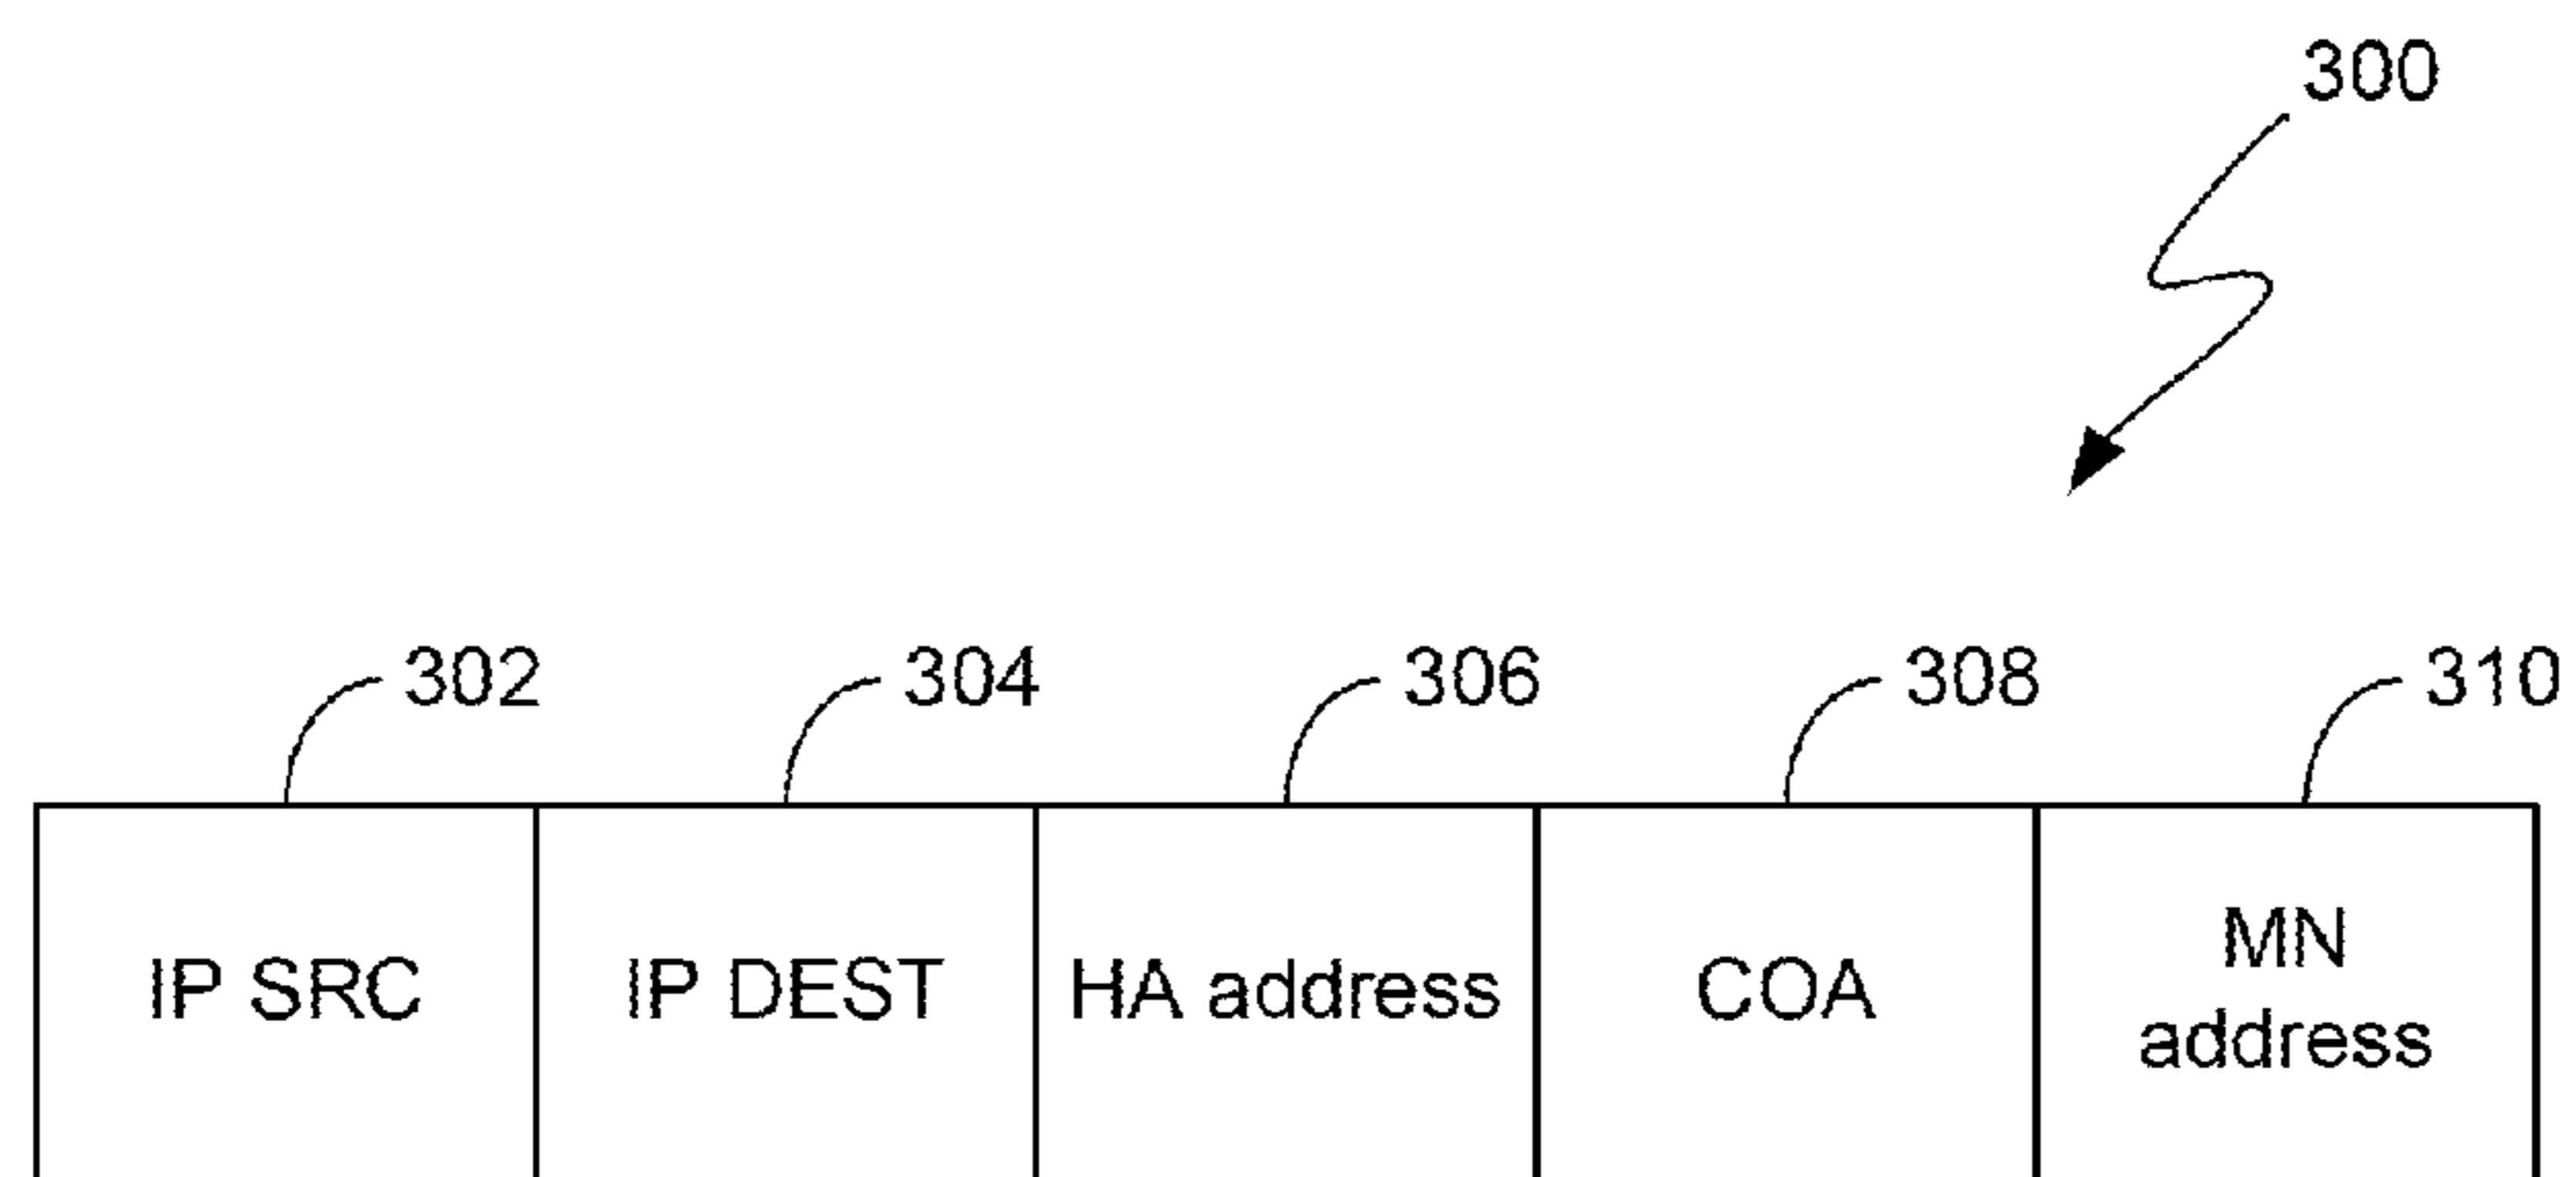 300
302
304
306
308
310
IP SRC
IP DEST
HA address
COA
MN
address